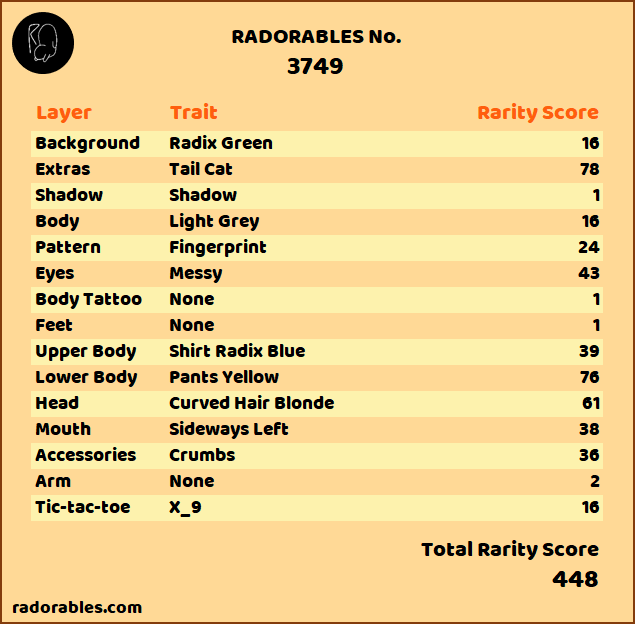 RADORABLES No.
3749
Layer Trait Rarity Score
Background Radix Green 16
Extras Tail Cat 78
Shadow Shadow 1
Body Light Grey 16
Pattern Fingerprint 24
Eyes Messy 43
Body Tattoo None 1
Feet None 1
Upper Body Shirt Radix Blue 39
Lower Body Pants Yellow 76
Head Curved Hair Blonde 61
Mouth Sideways Left 38
Accessories Crumbs 36
Arm None 2
Tic-tac-toe X_9 16
Total Rarity Score
448
radorables.com